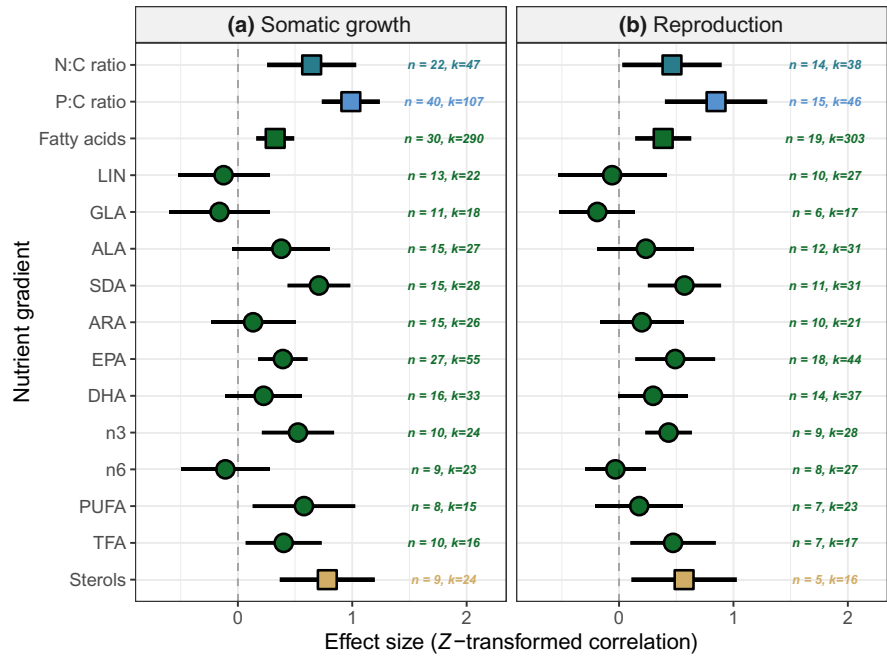 (a) Somatic growth
(b) Reproduction
Nutrient gradient
N:C ratio n = 22, k=47 n = 14, k=38
P:C ratio n = 40, k=107 n = 15, k=46
Fatty acids n = 30, k=290 n = 19, k=303
LIN n = 13, k=22 n = 10, k=27
GLA n = 11, k=18 n = 6, k=17
ALA n = 15, k=27 n = 12, k=31
SDA n = 15, k=28 n = 11, k=31
ARA n = 15, k=26 n = 10, k=21
EPA n = 27, k=55 n = 18, k=44
DHA n = 16, k=33 n = 14, k=37
n3 n = 10, k=24 n = 9, k=28
n6 n = 9, k=23 n = 8, k=27
PUFA n = 8, k=15 n = 7, k=23
TFA n = 10, k=16 n = 7, k=17
Sterols n = 9, k=24 n = 5, k=16
0 1 2 0 1 2
Effect size (Z-transformed correlation)